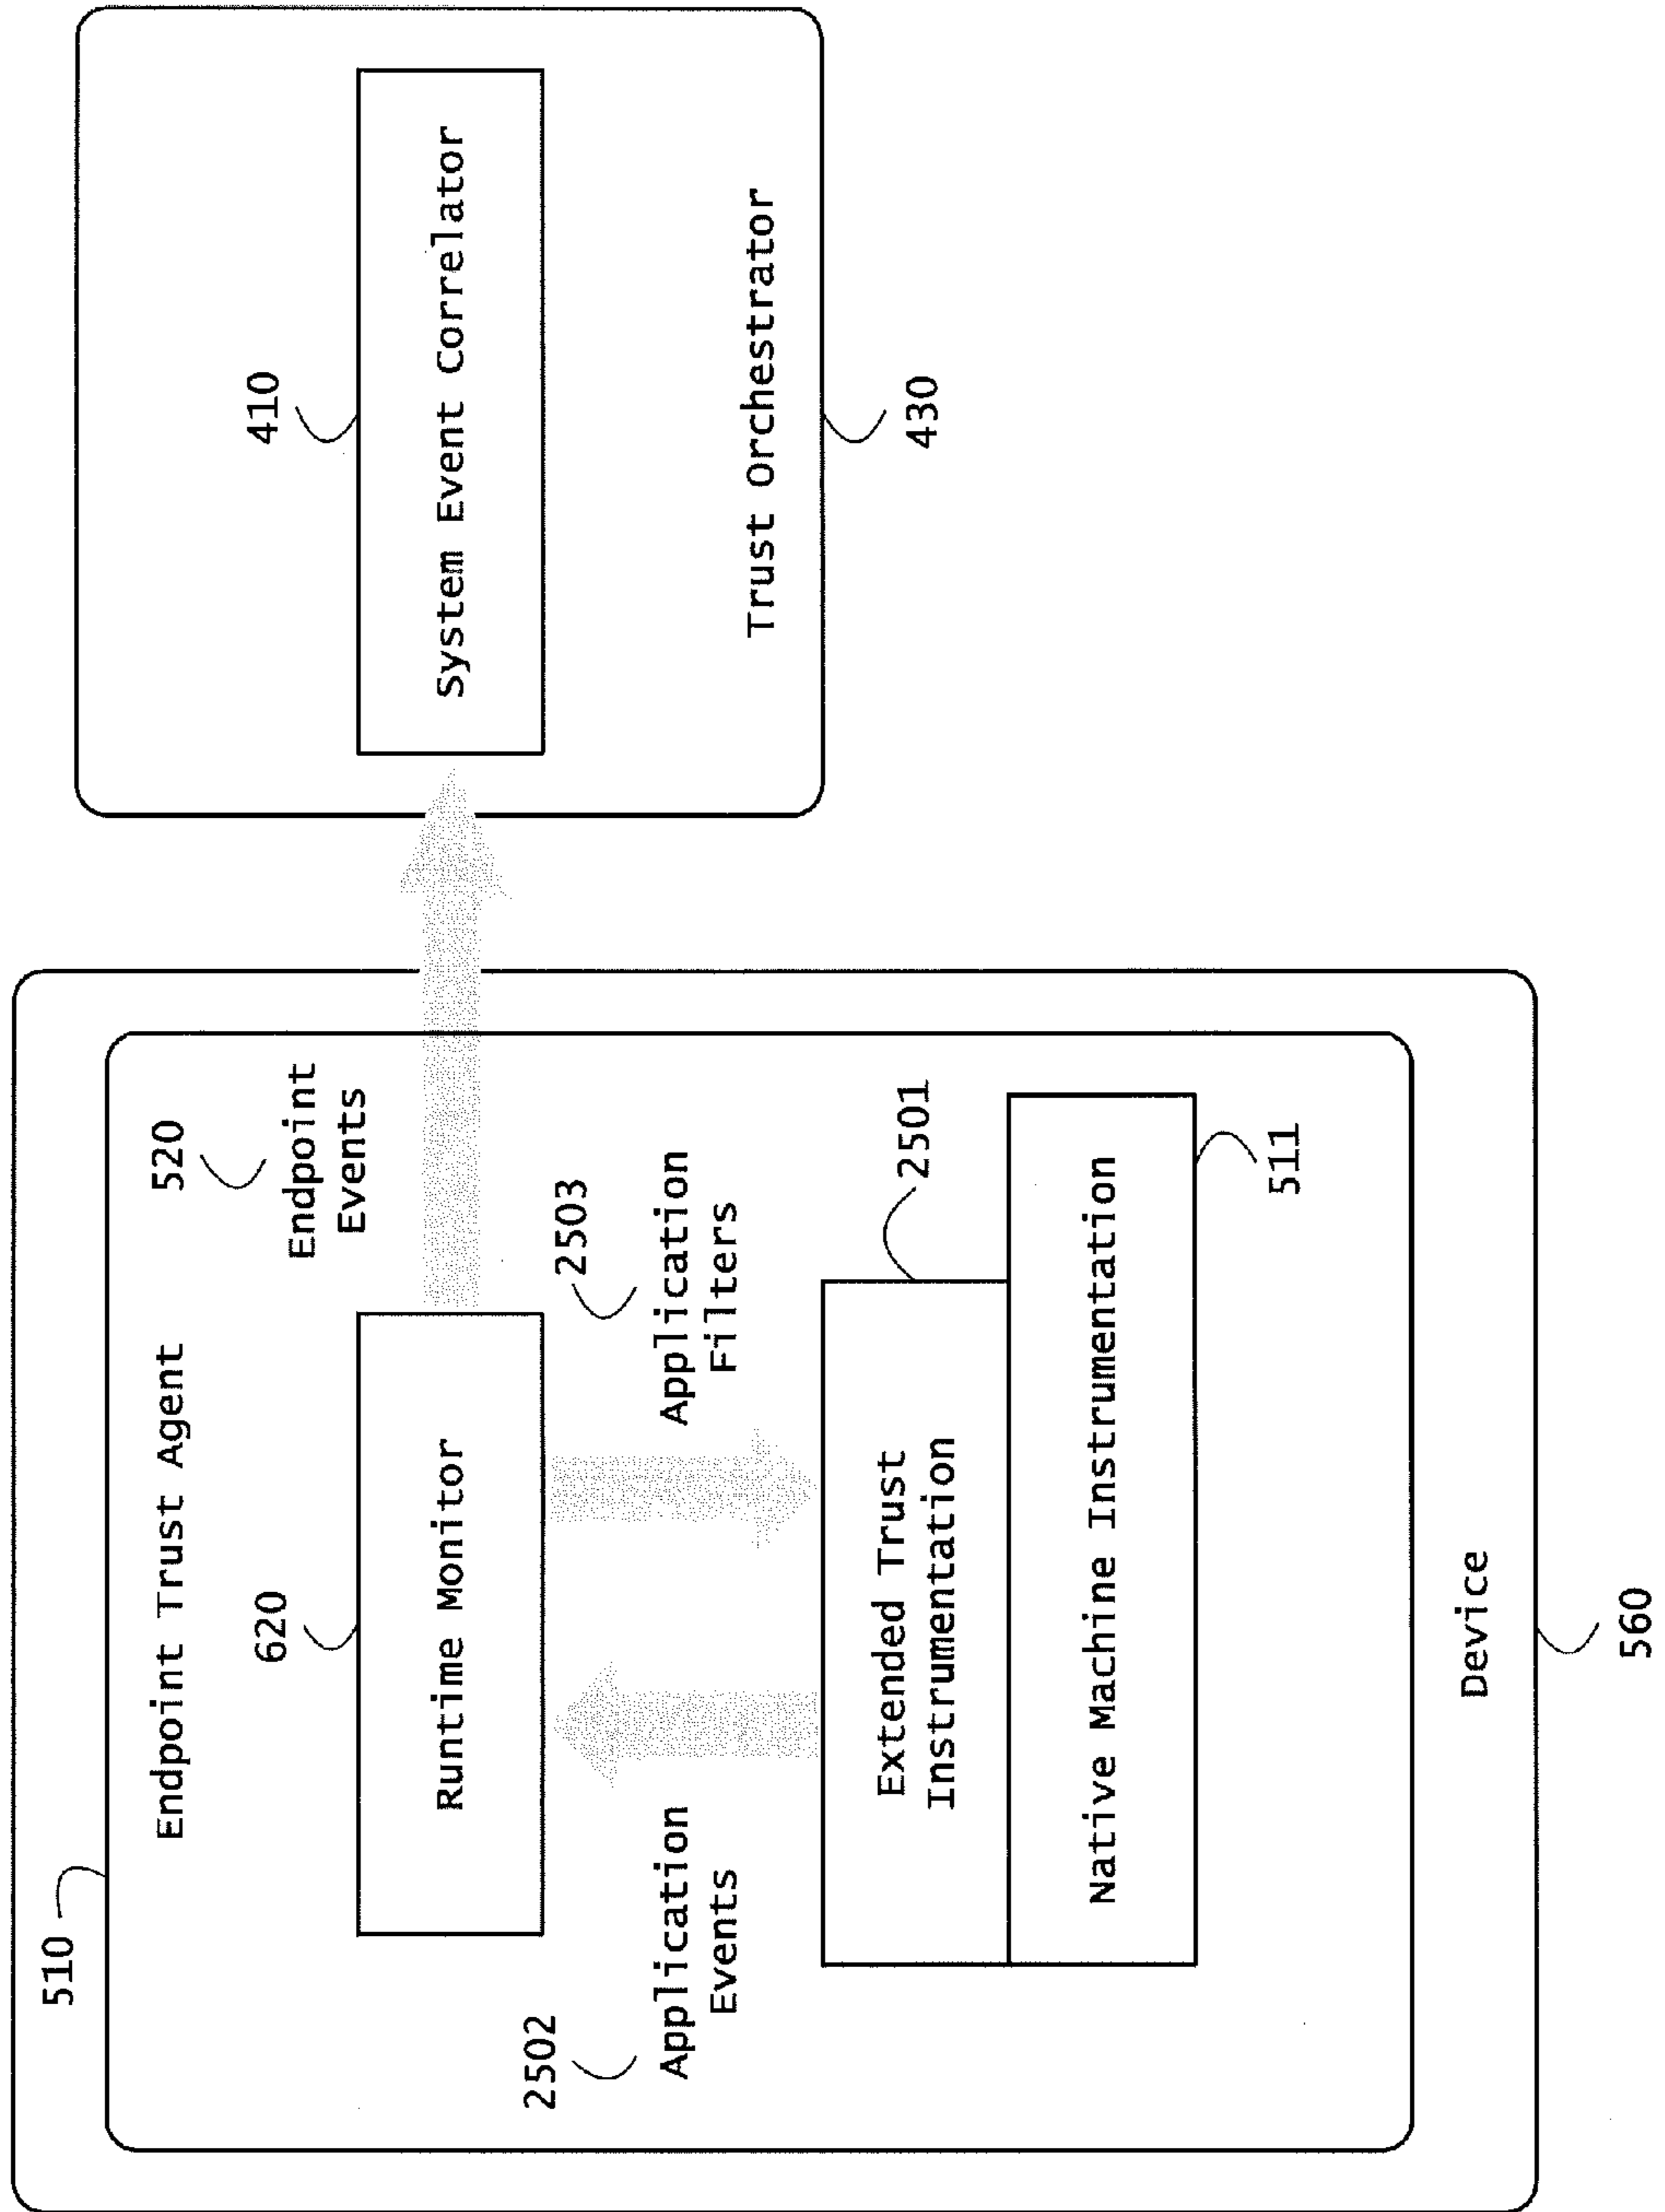 510
Endpoint Trust Agent
520
Endpoint
Events
620
Runtime Monitor
2502
Application
Events
2503
Application
Filters
Extended Trust
Instrumentation
2501
Native Machine Instrumentation
511
Device
560
410
System Event Correlator
Trust Orchestrator
430